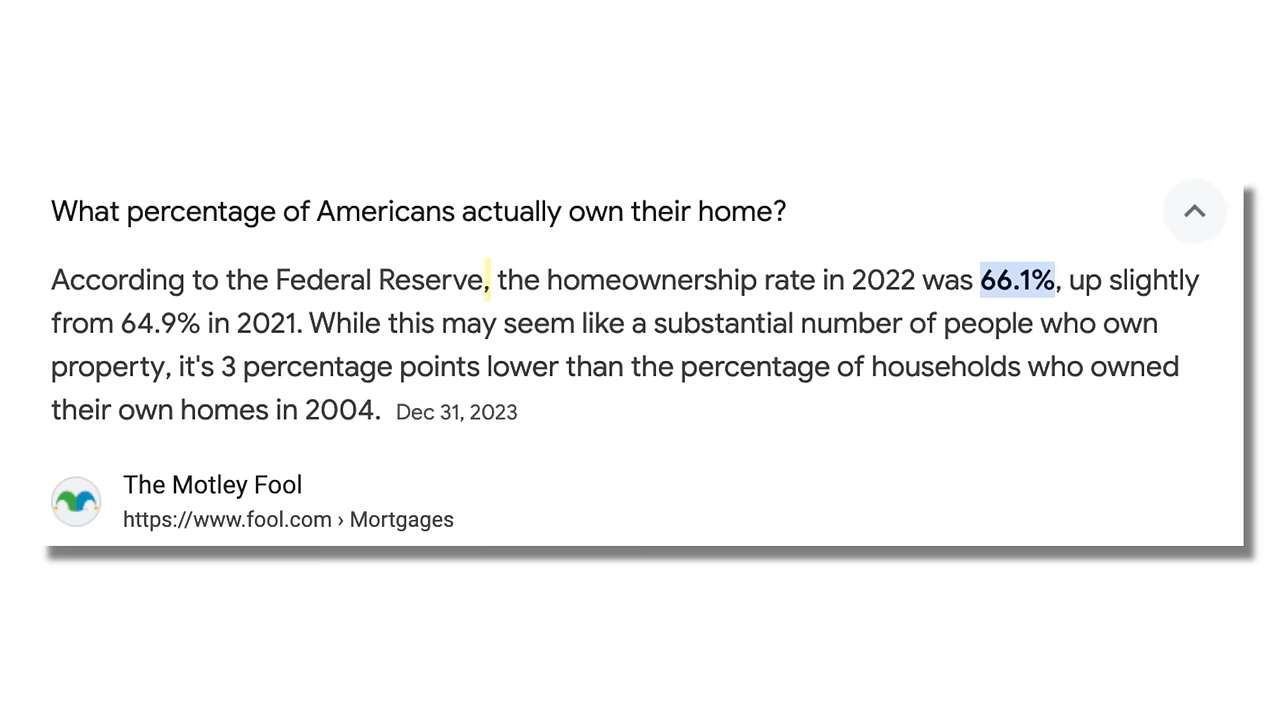 What percentage of Americans actually own their home?
According to the Federal Reserve, the homeownership rate in 2022 was 66.1%, up slightly
from 64.9% in 2021. While this may seem like a substantial number of people who own
property, it's 3 percentage points lower than the percentage of households who owned
their own homes in 2004. Dec 31, 2023
The Motley Fool
https://www.fool.com › Mortgages